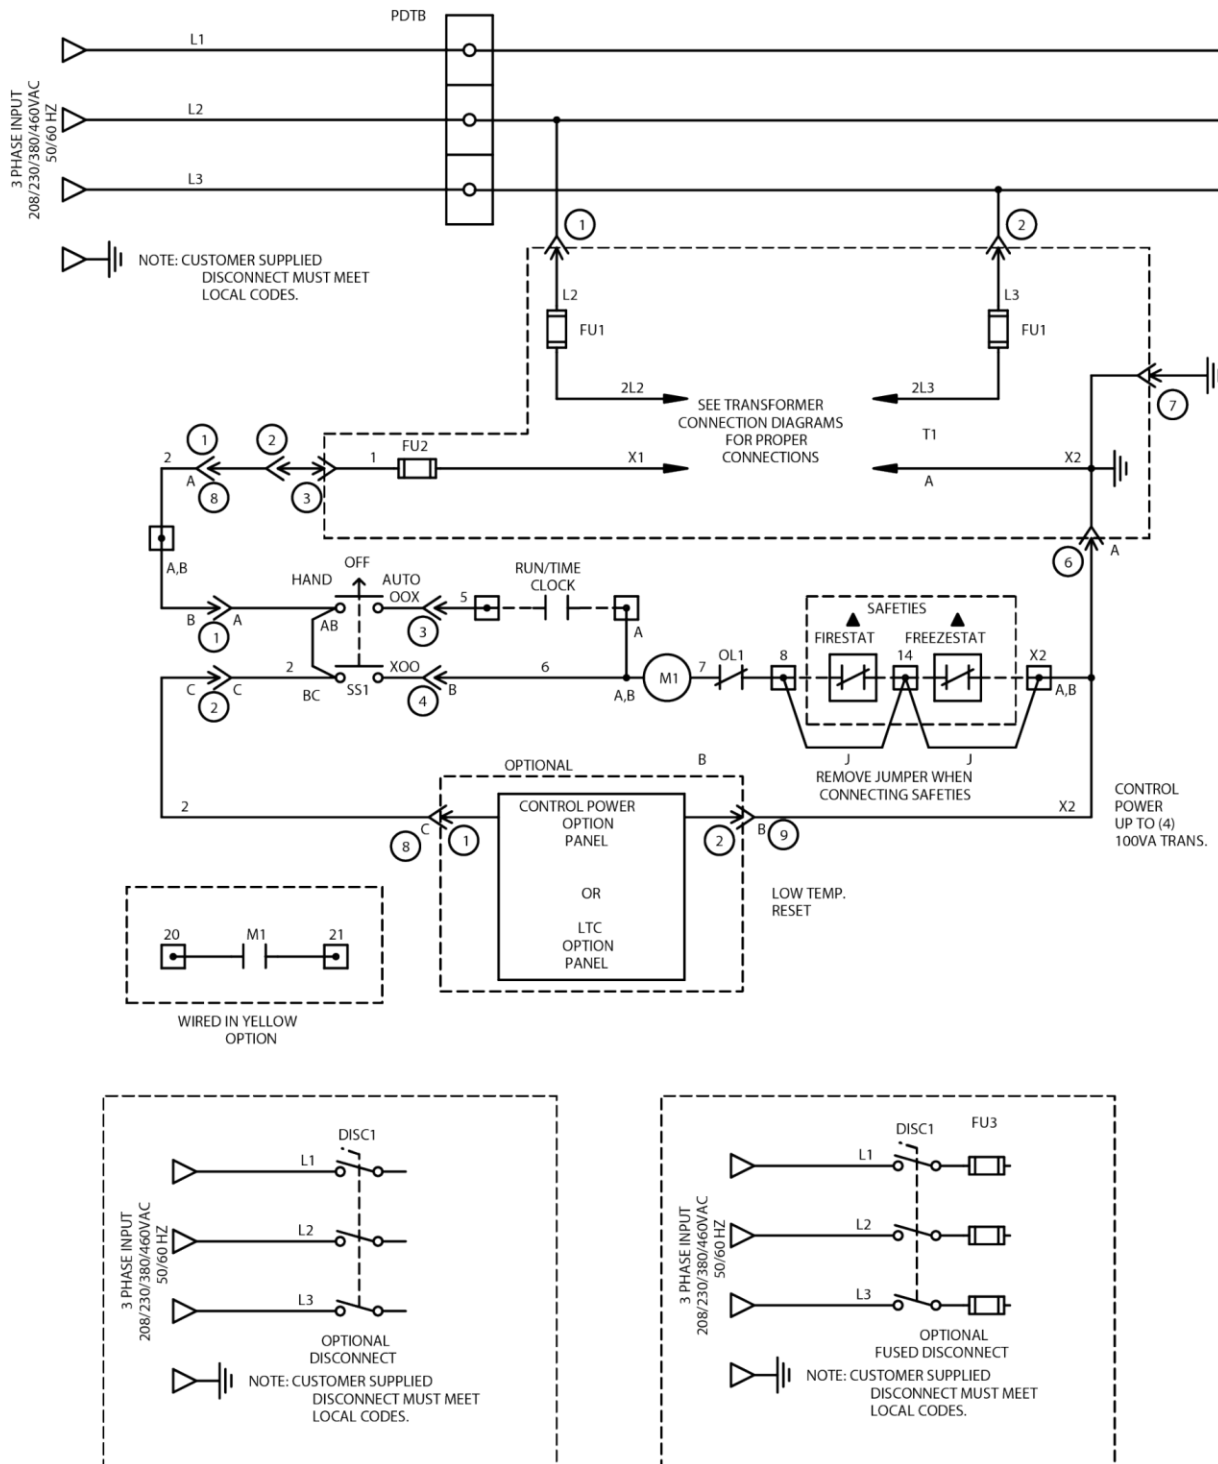 PDTB
L1
L2
L3
3 PHASE INPUT
208/230/380/460VAC
50/60 HZ
NOTE: CUSTOMER SUPPLIED
DISCONNECT MUST MEET
LOCAL CODES.
1
2
L2
L3
FU1
FU1
2L2
2L3
SEE TRANSFORMER
CONNECTION DIAGRAMS
FOR PROPER
CONNECTIONS
T1
7
2
1
2
FU2
1
X1
A
X2
A
8
3
6
A
A,B
OFF
HAND
AUTO
OOX
RUN/TIME
CLOCK
5
B
A
1
AB
3
A
SAFETIES
FIRESTAT
FREEZESTAT
C
C
2
2
BC
SS1
XOO
4
B
6
A,B
M1
7
OL1
8
14
X2
A,B
J
J
REMOVE JUMPER WHEN
CONNECTING SAFETIES
OPTIONAL
B
2
C
8
1
CONTROL POWER
OPTION
PANEL
OR
LTC
OPTION
PANEL
2
B
9
X2
CONTROL
POWER
UP TO (4)
100VA TRANS.
LOW TEMP.
RESET
20
M1
21
WIRED IN YELLOW
OPTION
DISC1
L1
L2
L3
3 PHASE INPUT
208/230/380/460VAC
50/60 HZ
OPTIONAL
DISCONNECT
NOTE: CUSTOMER SUPPLIED
DISCONNECT MUST MEET
LOCAL CODES.
DISC1
FU3
L1
L2
L3
3 PHASE INPUT
208/230/380/460VAC
50/60 HZ
OPTIONAL
FUSED DISCONNECT
NOTE: CUSTOMER SUPPLIED
DISCONNECT MUST MEET
LOCAL CODES.